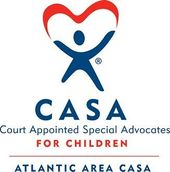 CASA
Court Appointed Special Advocates
FOR CHILDREN
ATLANTIC AREA CASA